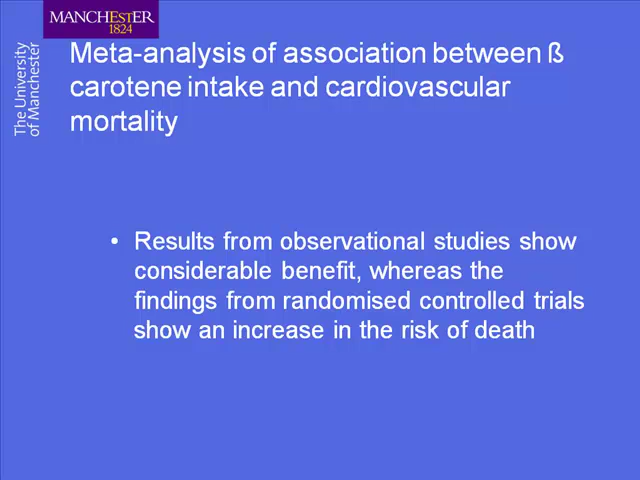 MANCHESTER
1824
The University
of Manchester
Meta-analysis of association between ß
carotene intake and cardiovascular
mortality
• Results from observational studies show
considerable benefit, whereas the
findings from randomised controlled trials
show an increase in the risk of death